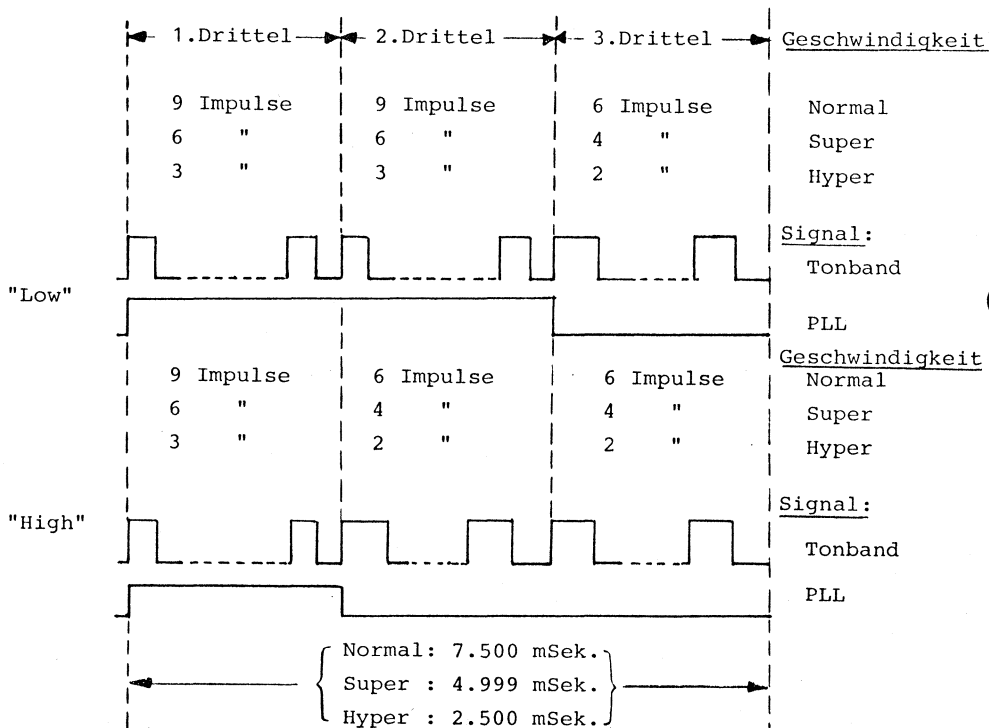 1.Drittel 2.Drittel 3.Drittel Geschwindigkeit
9 Impulse 9 Impulse 6 Impulse Normal
6 " 6 " 4 " Super
3 " 3 " 2 " Hyper
Signal:
Tonband
"Low"
PLL
Geschwindigkeit
9 Impulse 6 Impulse 6 Impulse Normal
6 " 4 " 4 " Super
3 " 2 " 2 " Hyper
Signal:
"High"
Tonband
PLL
Normal: 7.500 mSek.
Super : 4.999 mSek.
Hyper : 2.500 mSek.